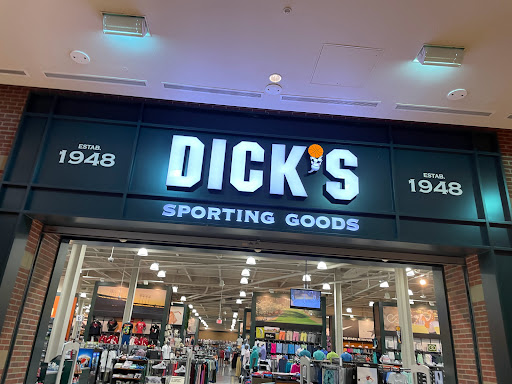 ESTAB.
1948
DICK'S
SPORTING GOODS
ESTAB.
1948